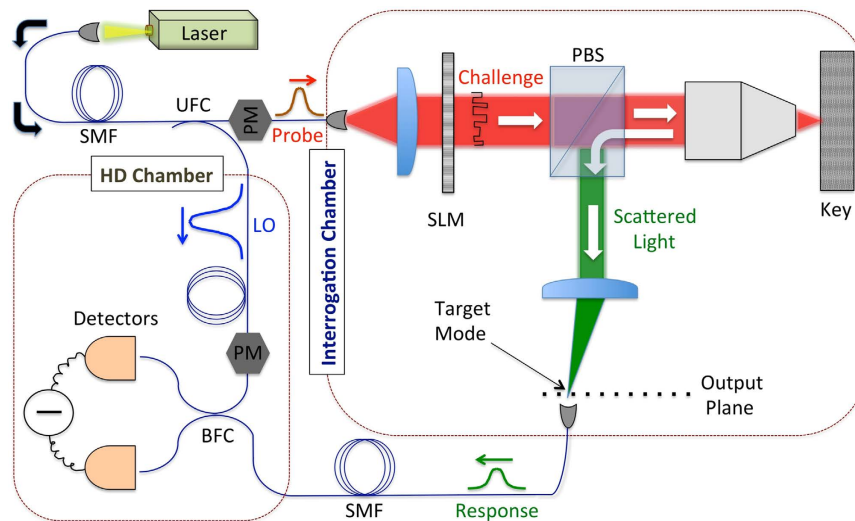 Laser
PBS
Challenge
UFC
PM
Probe
SMF
HD Chamber
Interrogation Chamber
SLM
Key
LO
Scattered
Light
Detectors
Target
Mode
PM
Output
Plane
BFC
SMF
Response